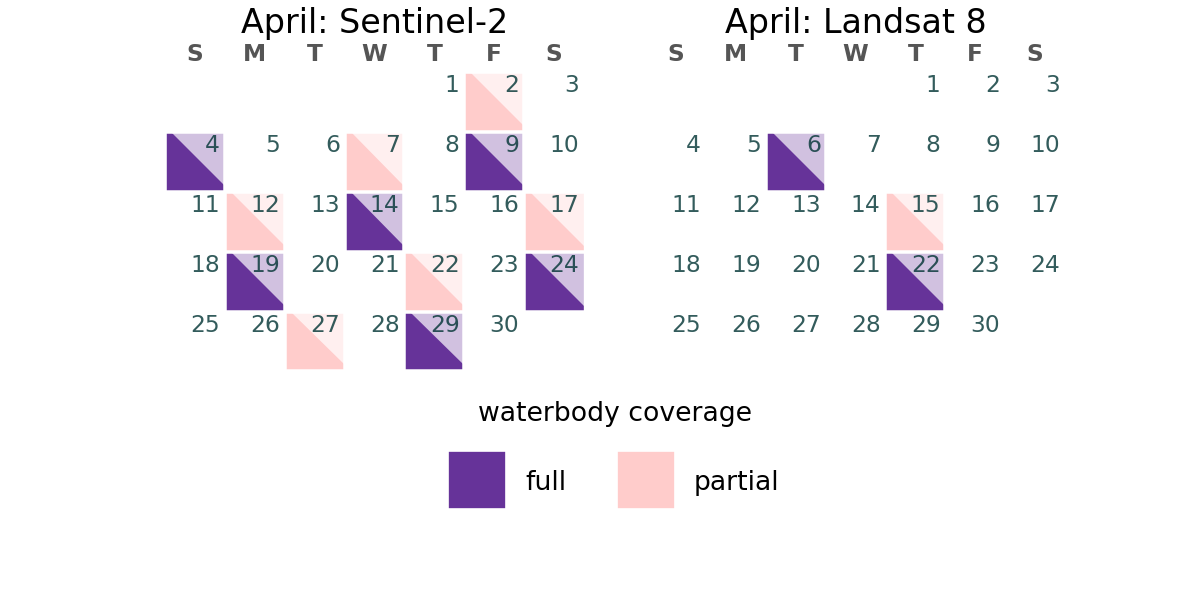 April: Sentinel-2
S M T W T F S
1 2 3
4 5 6 7 8 9 10
11 12 13 14 15 16 17
18 19 20 21 22 23 24
25 26 27 28 29 30
April: Landsat 8
S M T W T F S
1 2 3
4 5 6 7 8 9 10
11 12 13 14 15 16 17
18 19 20 21 22 23 24
25 26 27 28 29 30
waterbody coverage
full partial